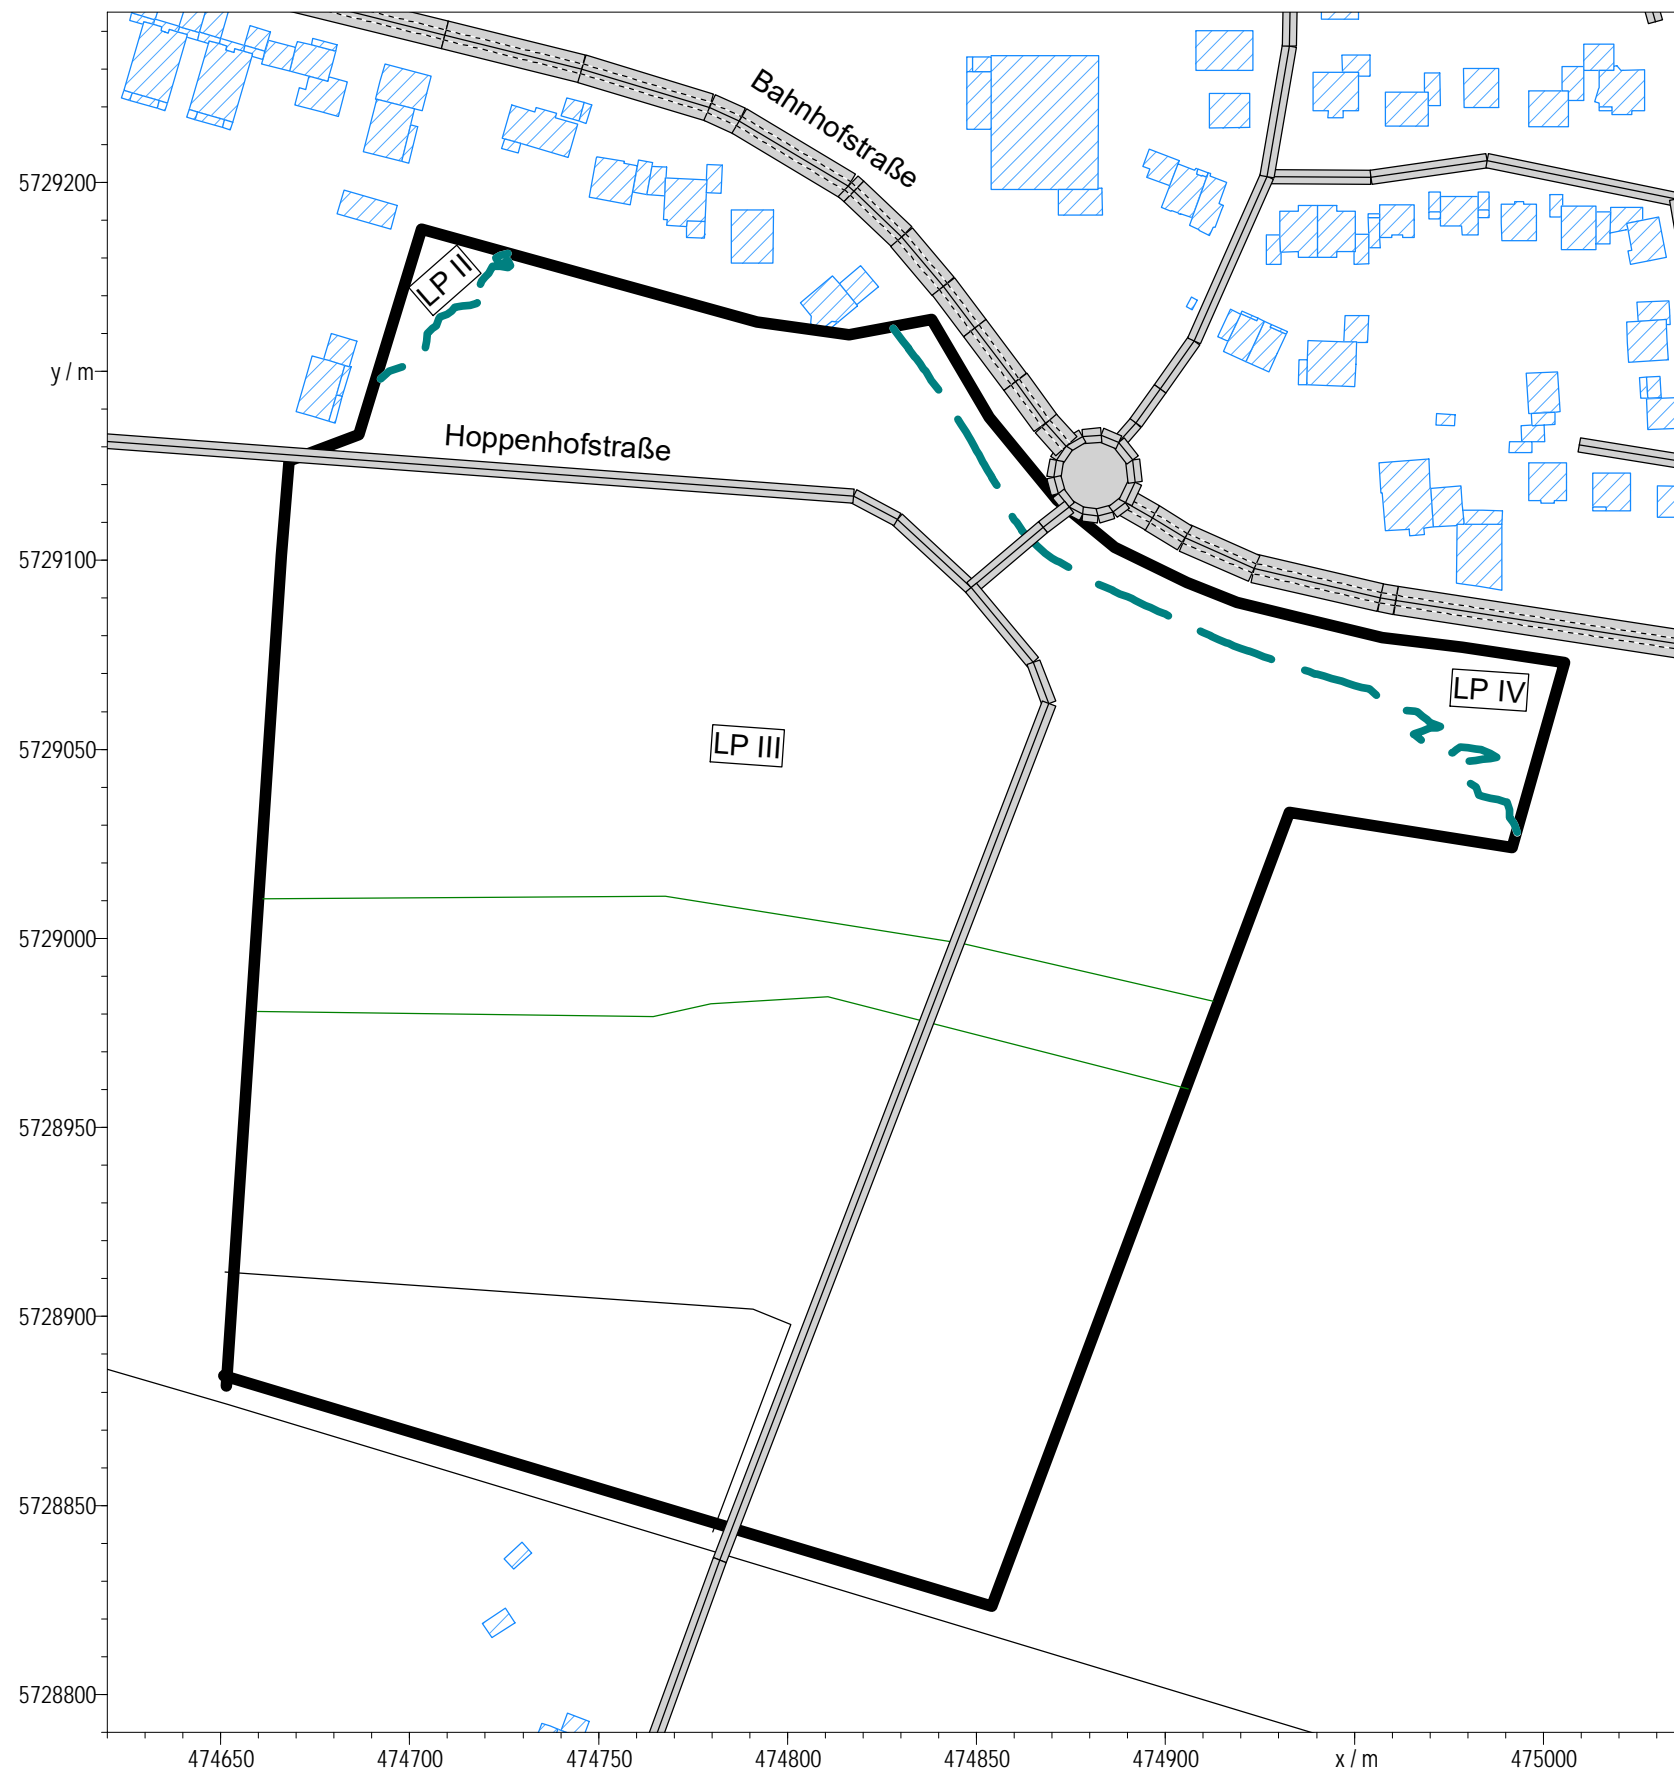 Bahnhofstraße
5729200
LP II
y / m
Hoppenhofstraße
5729100
LP IV
5729050
LP III
5729000
5728950
5728900
5728850
5728800
474650 474700 474750 474800 474850 474900 x / m 475000